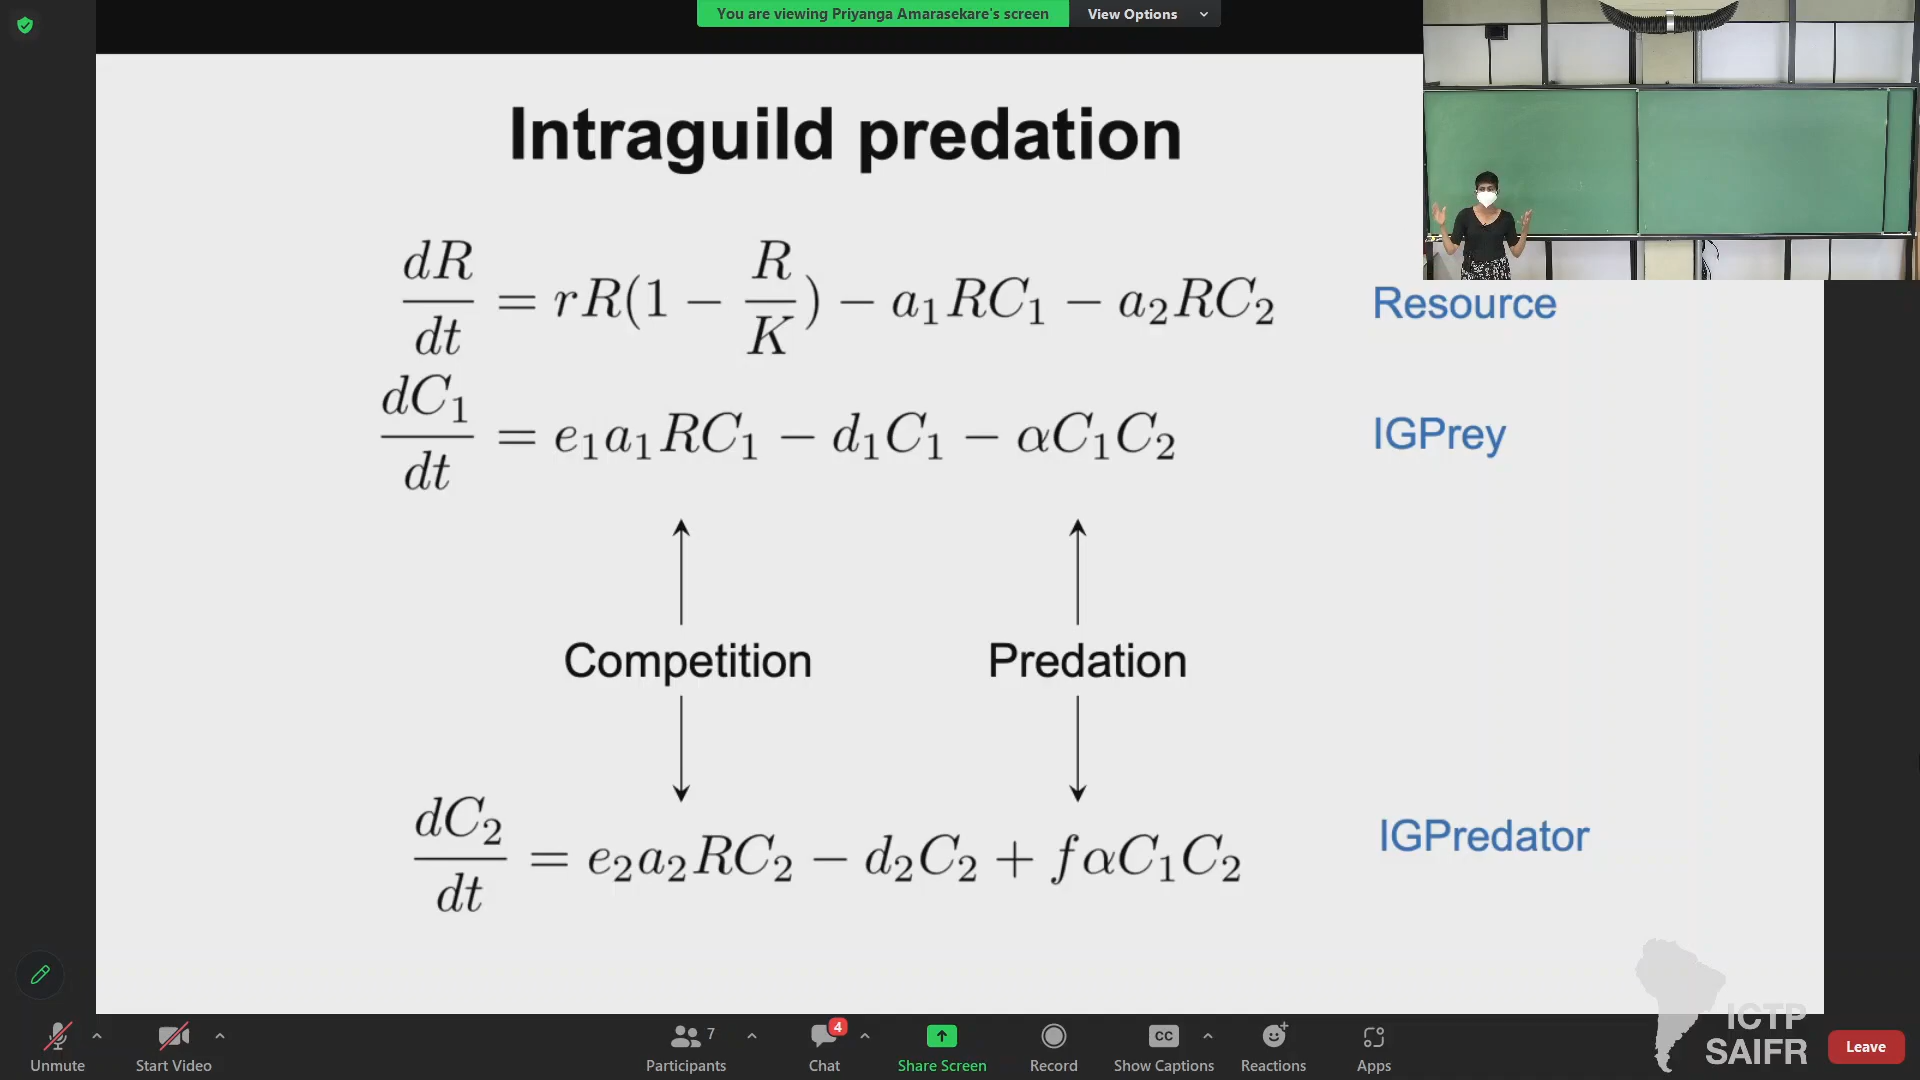 You are viewing Priyanga Amarasekare's screen View Options
Intraguild predation
dR/dt = rR(1 − R/K) − a₁RC₁ − a₂RC₂ Resource
dC₁/dt = e₁a₁RC₁ − d₁C₁ − αC₁C₂ IGPrey
Competition Predation
dC₂/dt = e₂a₂RC₂ − d₂C₂ + fαC₁C₂ IGPredator
ICTP
SAIFR
7 4 CC
Unmute Start Video Participants Chat Share Screen Record Show Captions Reactions Apps Leave